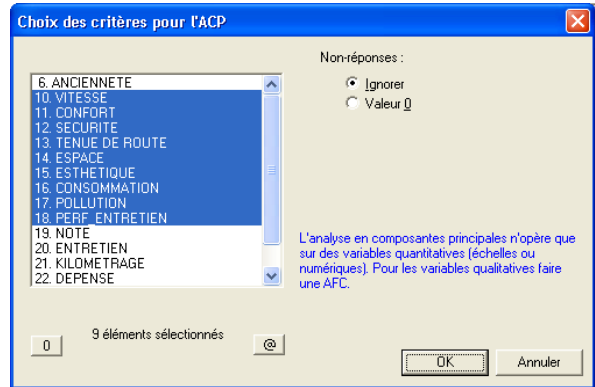 Choix des critères pour l'ACP
Non-réponses :
Ignorer
Valeur 0
6. ANCIENNETE
10. VITESSE
11. CONFORT
12. SECURITE
13. TENUE DE ROUTE
14. ESPACE
15. ESTHETIQUE
16. CONSOMMATION
17. POLLUTION
18. PERF_ENTRETIEN
19. NOTE
20. ENTRETIEN
21. KILOMETRAGE
22. DEPENSE
L'analyse en composantes principales n'opère que
sur des variables quantitatives (échelles ou
numériques). Pour les variables qualitatives faire
une AFC.
0
9 éléments sélectionnés
@
OK
Annuler